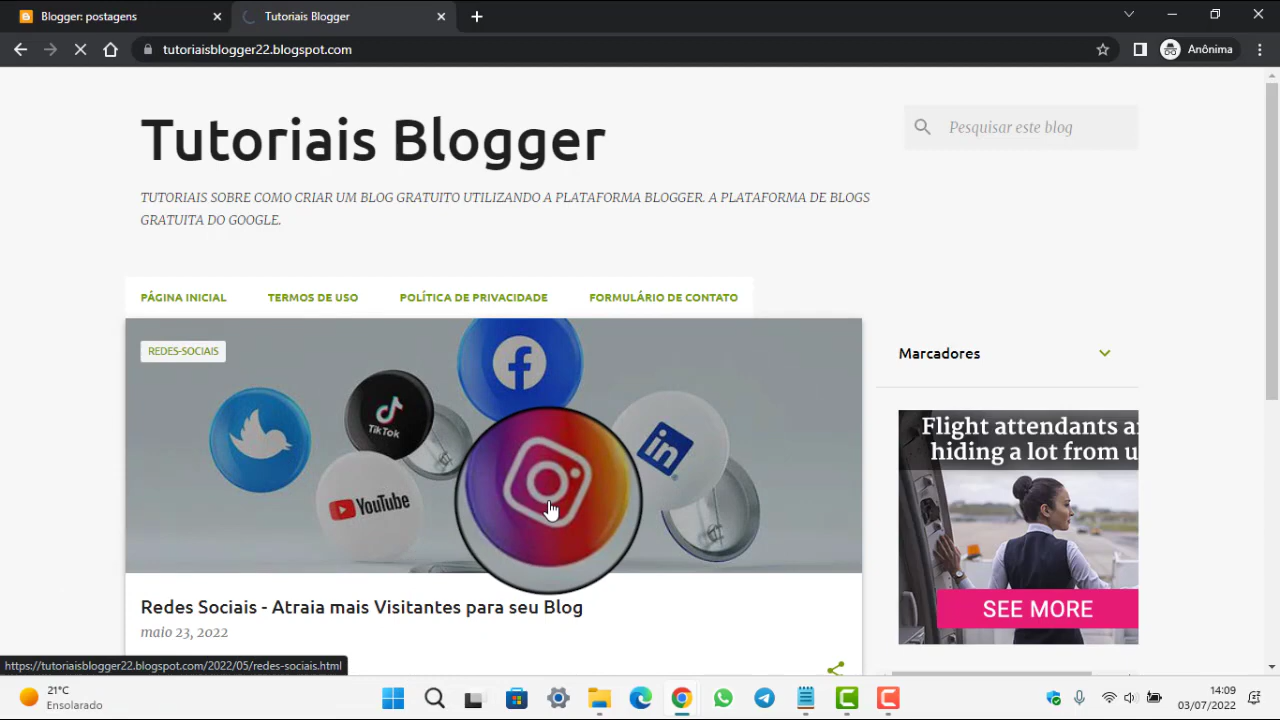 Blogger: postagens
Tutoriais Blogger
tutoriaisblogger22.blogspot.com
Anônima
Tutoriais Blogger
Pesquisar este blog
TUTORIAIS SOBRE COMO CRIAR UM BLOG GRATUITO UTILIZANDO A PLATAFORMA BLOGGER. A PLATAFORMA DE BLOGS
GRATUITA DO GOOGLE.
PÁGINA INICIAL
TERMOS DE USO
POLÍTICA DE PRIVACIDADE
FORMULÁRIO DE CONTATO
REDES-SOCIAIS
TikTok
YouTube
in
Marcadores
Flight attendants a
hiding a lot from u
SEE MORE
Redes Sociais - Atraia mais Visitantes para seu Blog
maio 23, 2022
https://tutoriaisblogger22.blogspot.com/2022/05/redes-sociais.html
21°C
Ensolarado
14:09
03/07/2022